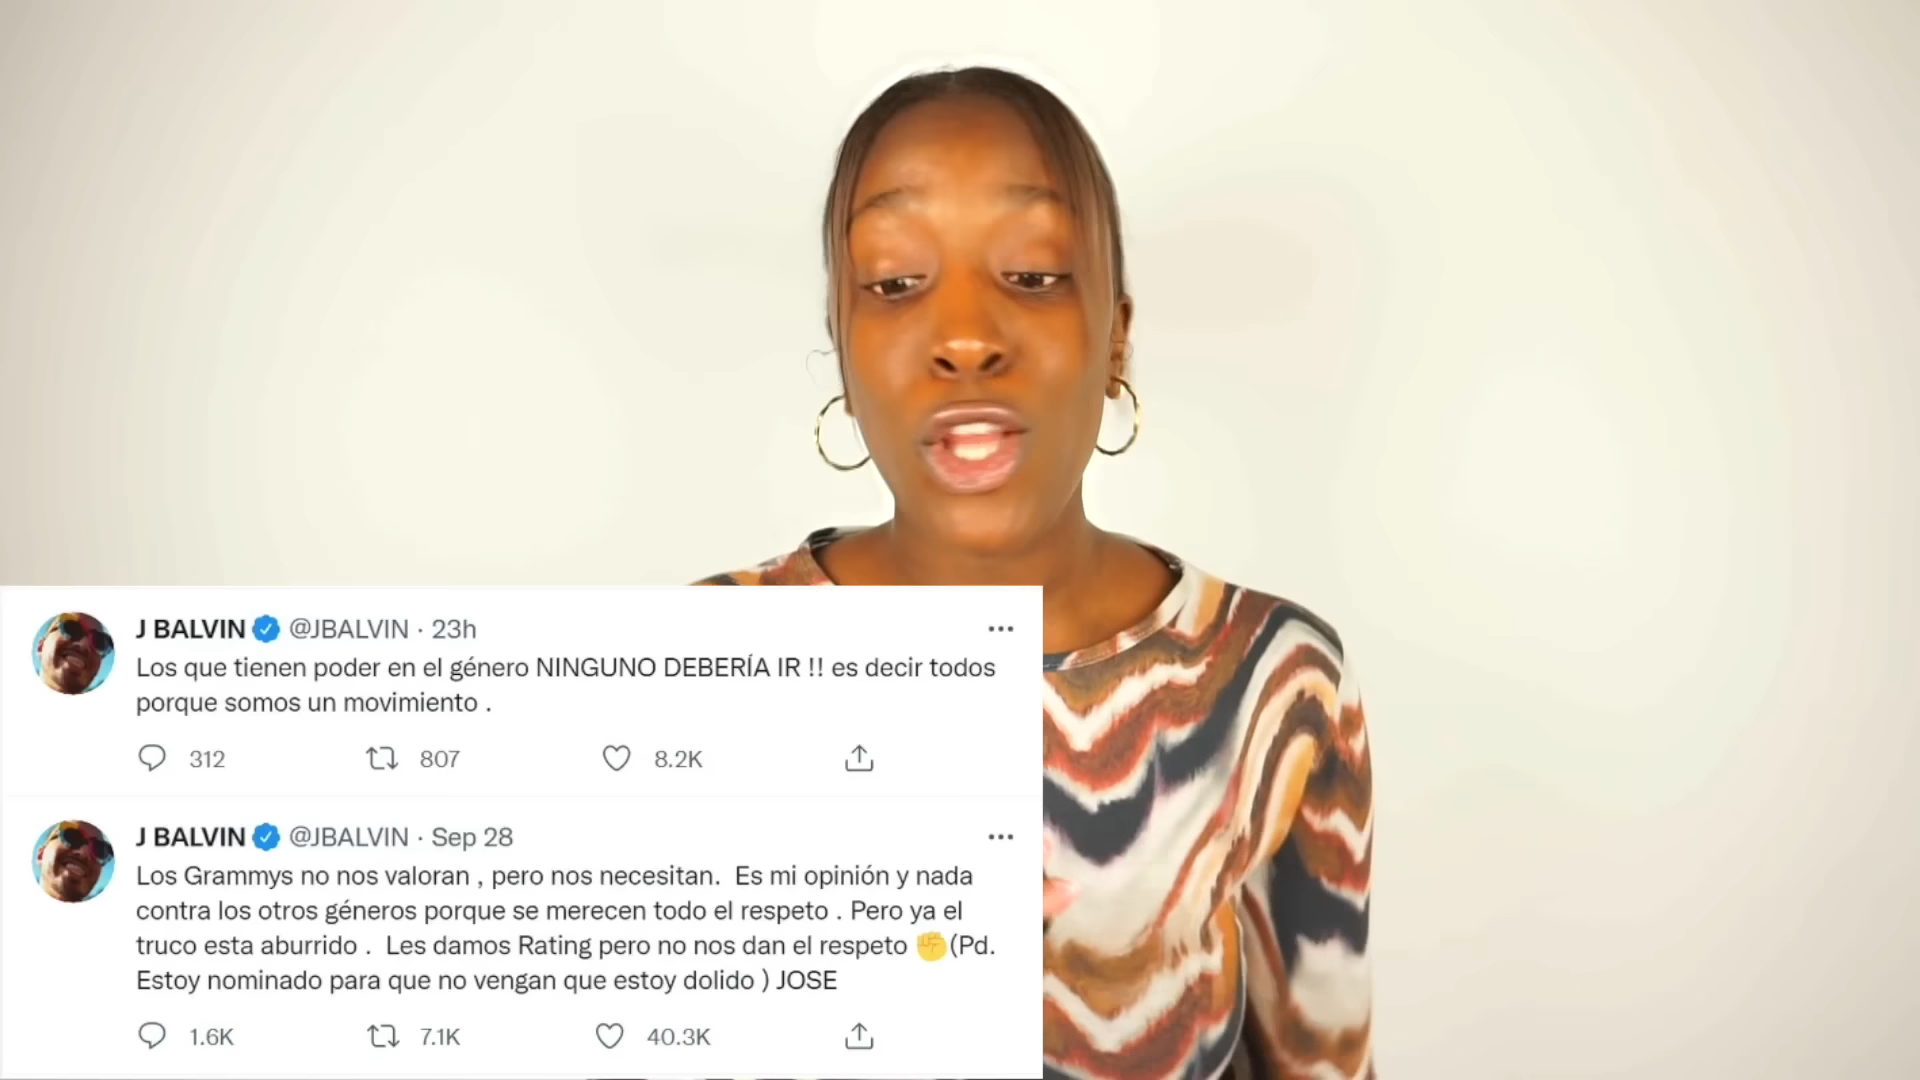 J BALVIN @JBALVIN · 23h
Los que tienen poder en el género NINGUNO DEBERÍA IR !! es decir todos
porque somos un movimiento .
312 807 8.2K
J BALVIN @JBALVIN · Sep 28
Los Grammys no nos valoran , pero nos necesitan.  Es mi opinión y nada
contra los otros géneros porque se merecen todo el respeto . Pero ya el
truco esta aburrido .  Les damos Rating pero no nos dan el respeto ✊(Pd.
Estoy nominado para que no vengan que estoy dolido ) JOSE
1.6K 7.1K 40.3K